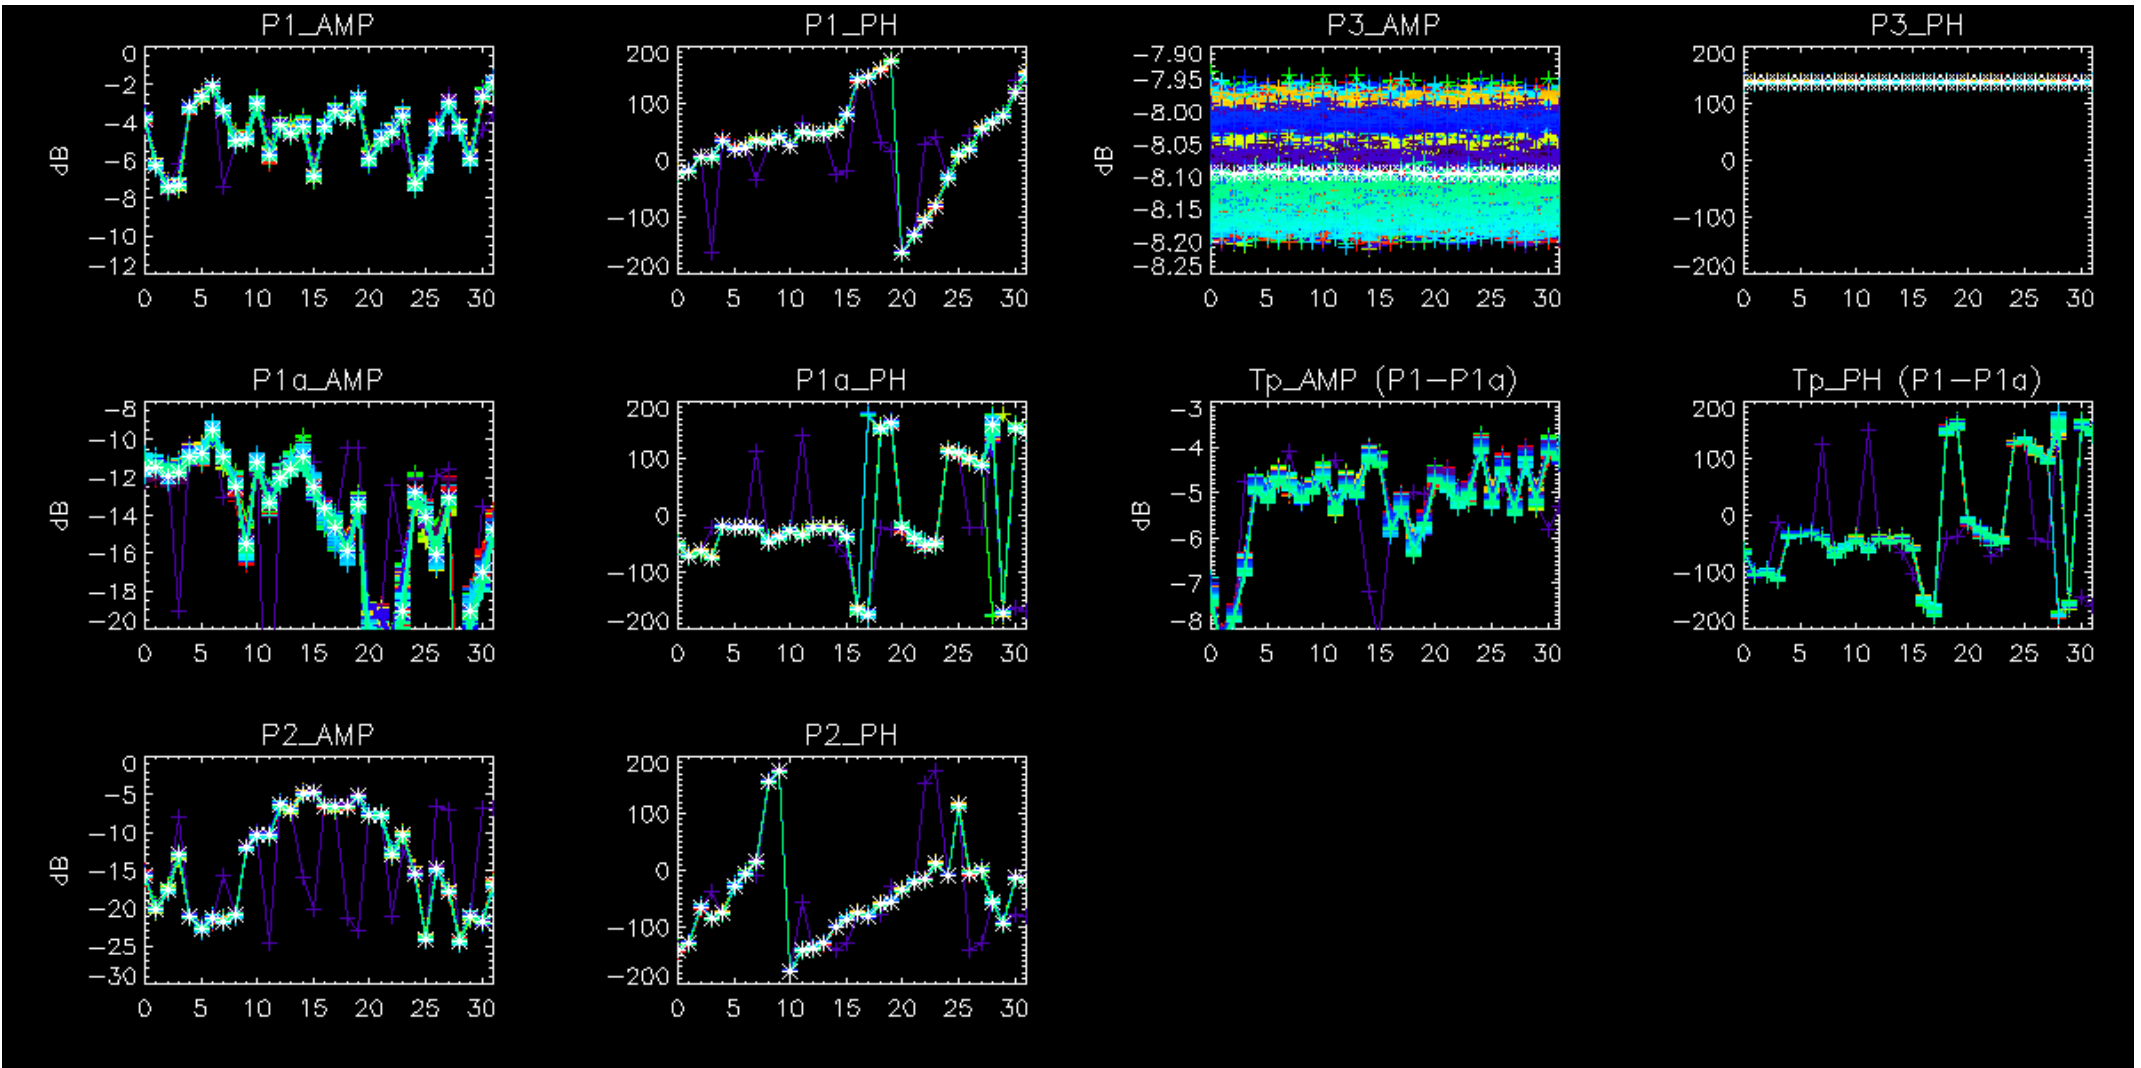 P1_AMP
P1_PH
P3_AMP
P3_PH
0
-2
-4
-6
-8
-10
-12
dB
0 5 10 15 20 25 30
200
100
0
-100
-200
0 5 10 15 20 25 30
-7.90
-7.95
-8.00
-8.05
-8.10
-8.15
-8.20
-8.25
dB
0 5 10 15 20 25 30
200
100
0
-100
-200
0 5 10 15 20 25 30
P1a_AMP
P1a_PH
Tp_AMP (P1-P1a)
Tp_PH (P1-P1a)
-8
-10
-12
-14
-16
-18
-20
dB
0 5 10 15 20 25 30
200
100
0
-100
-200
0 5 10 15 20 25 30
-3
-4
-5
-6
-7
-8
dB
0 5 10 15 20 25 30
200
100
0
-100
-200
0 5 10 15 20 25 30
P2_AMP
P2_PH
0
-5
-10
-15
-20
-25
-30
dB
0 5 10 15 20 25 30
200
100
0
-100
-200
0 5 10 15 20 25 30